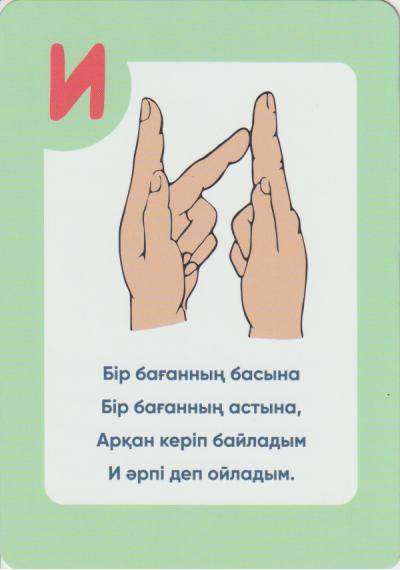 И
Бір бағанның басына
Бір бағанның астына,
Арқан керіп байладым
И әрпі деп ойладым.